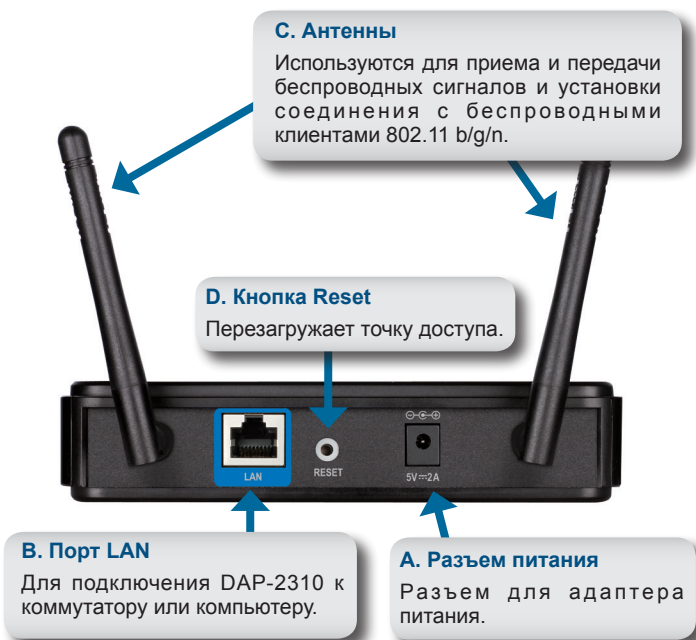 C. Антенны
Используются для приема и передачи
беспроводных сигналов и установки
соединения с беспроводными
клиентами 802.11 b/g/n.
D. Кнопка Reset
Перезагружает точку доступа.
LAN
RESET
5V⎓2A
B. Порт LAN
Для подключения DAP-2310 к
коммутатору или компьютеру.
A. Разъем питания
Разъем для адаптера
питания.